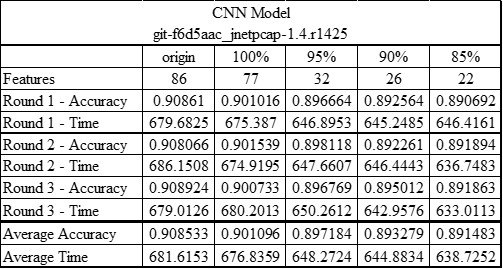 CNN Model
git-f6d5aac_jnetpcap-1.4.r1425
origin 100% 95% 90% 85%
Features 86 77 32 26 22
Round 1 - Accuracy 0.90861 0.901016 0.896664 0.892564 0.890692
Round 1 - Time 679.6825 675.387 646.8953 645.2485 646.4161
Round 2 - Accuracy 0.908066 0.901539 0.898118 0.892261 0.891894
Round 2 - Time 686.1508 674.9195 647.6607 646.4443 636.7483
Round 3 - Accuracy 0.908924 0.900733 0.896769 0.895012 0.891863
Round 3 - Time 679.0126 680.2013 650.2612 642.9576 633.0113
Average Accuracy 0.908533 0.901096 0.897184 0.893279 0.891483
Average Time 681.6153 676.8359 648.2724 644.8834 638.7252